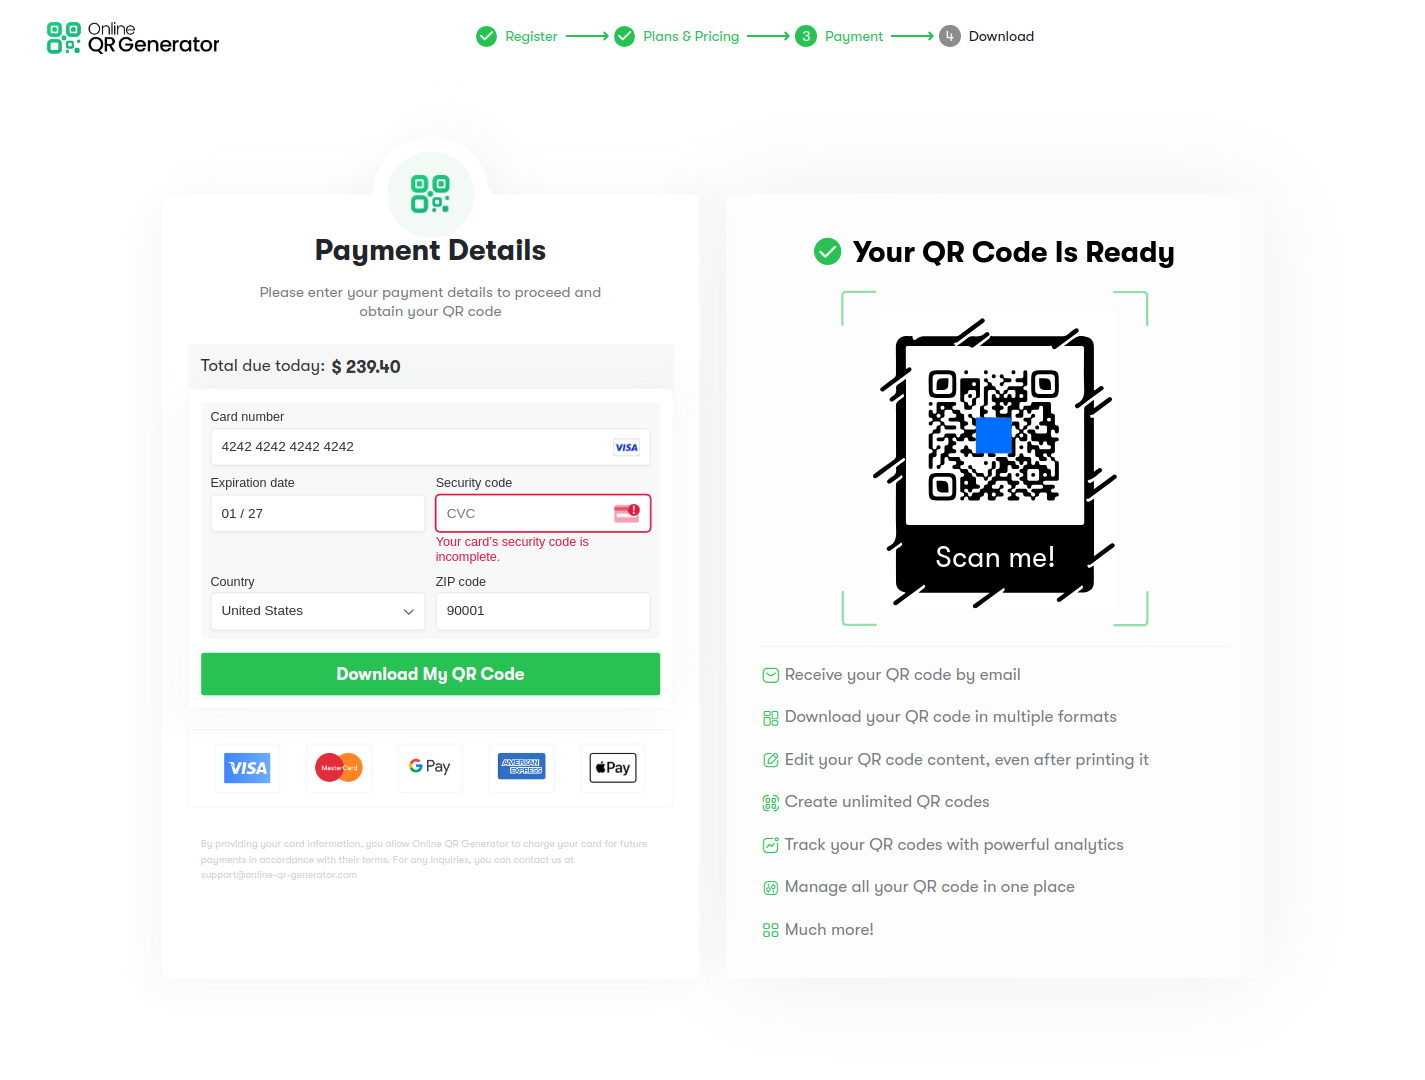 Online
QR Generator
Register
Plans & Pricing
3
Payment
4
Download
Payment Details
Please enter your payment details to proceed and
obtain your QR code
Total due today: $ 239.40
Card number
4242 4242 4242 4242
VISA
Expiration date
Security code
01 / 27
CVC
Your card's security code is
incomplete.
Country
ZIP code
United States
90001
Download My QR Code
VISA
MasterCard
G Pay
AMERICAN
EXPRESS
Pay
By providing your card information, you allow Online QR Generator to charge your card for future
payments in accordance with their terms. For any inquiries, you can contact us at
support@online-qr-generator.com
Your QR Code Is Ready
Scan me!
Receive your QR code by email
Download your QR code in multiple formats
Edit your QR code content, even after printing it
Create unlimited QR codes
Track your QR codes with powerful analytics
Manage all your QR code in one place
Much more!